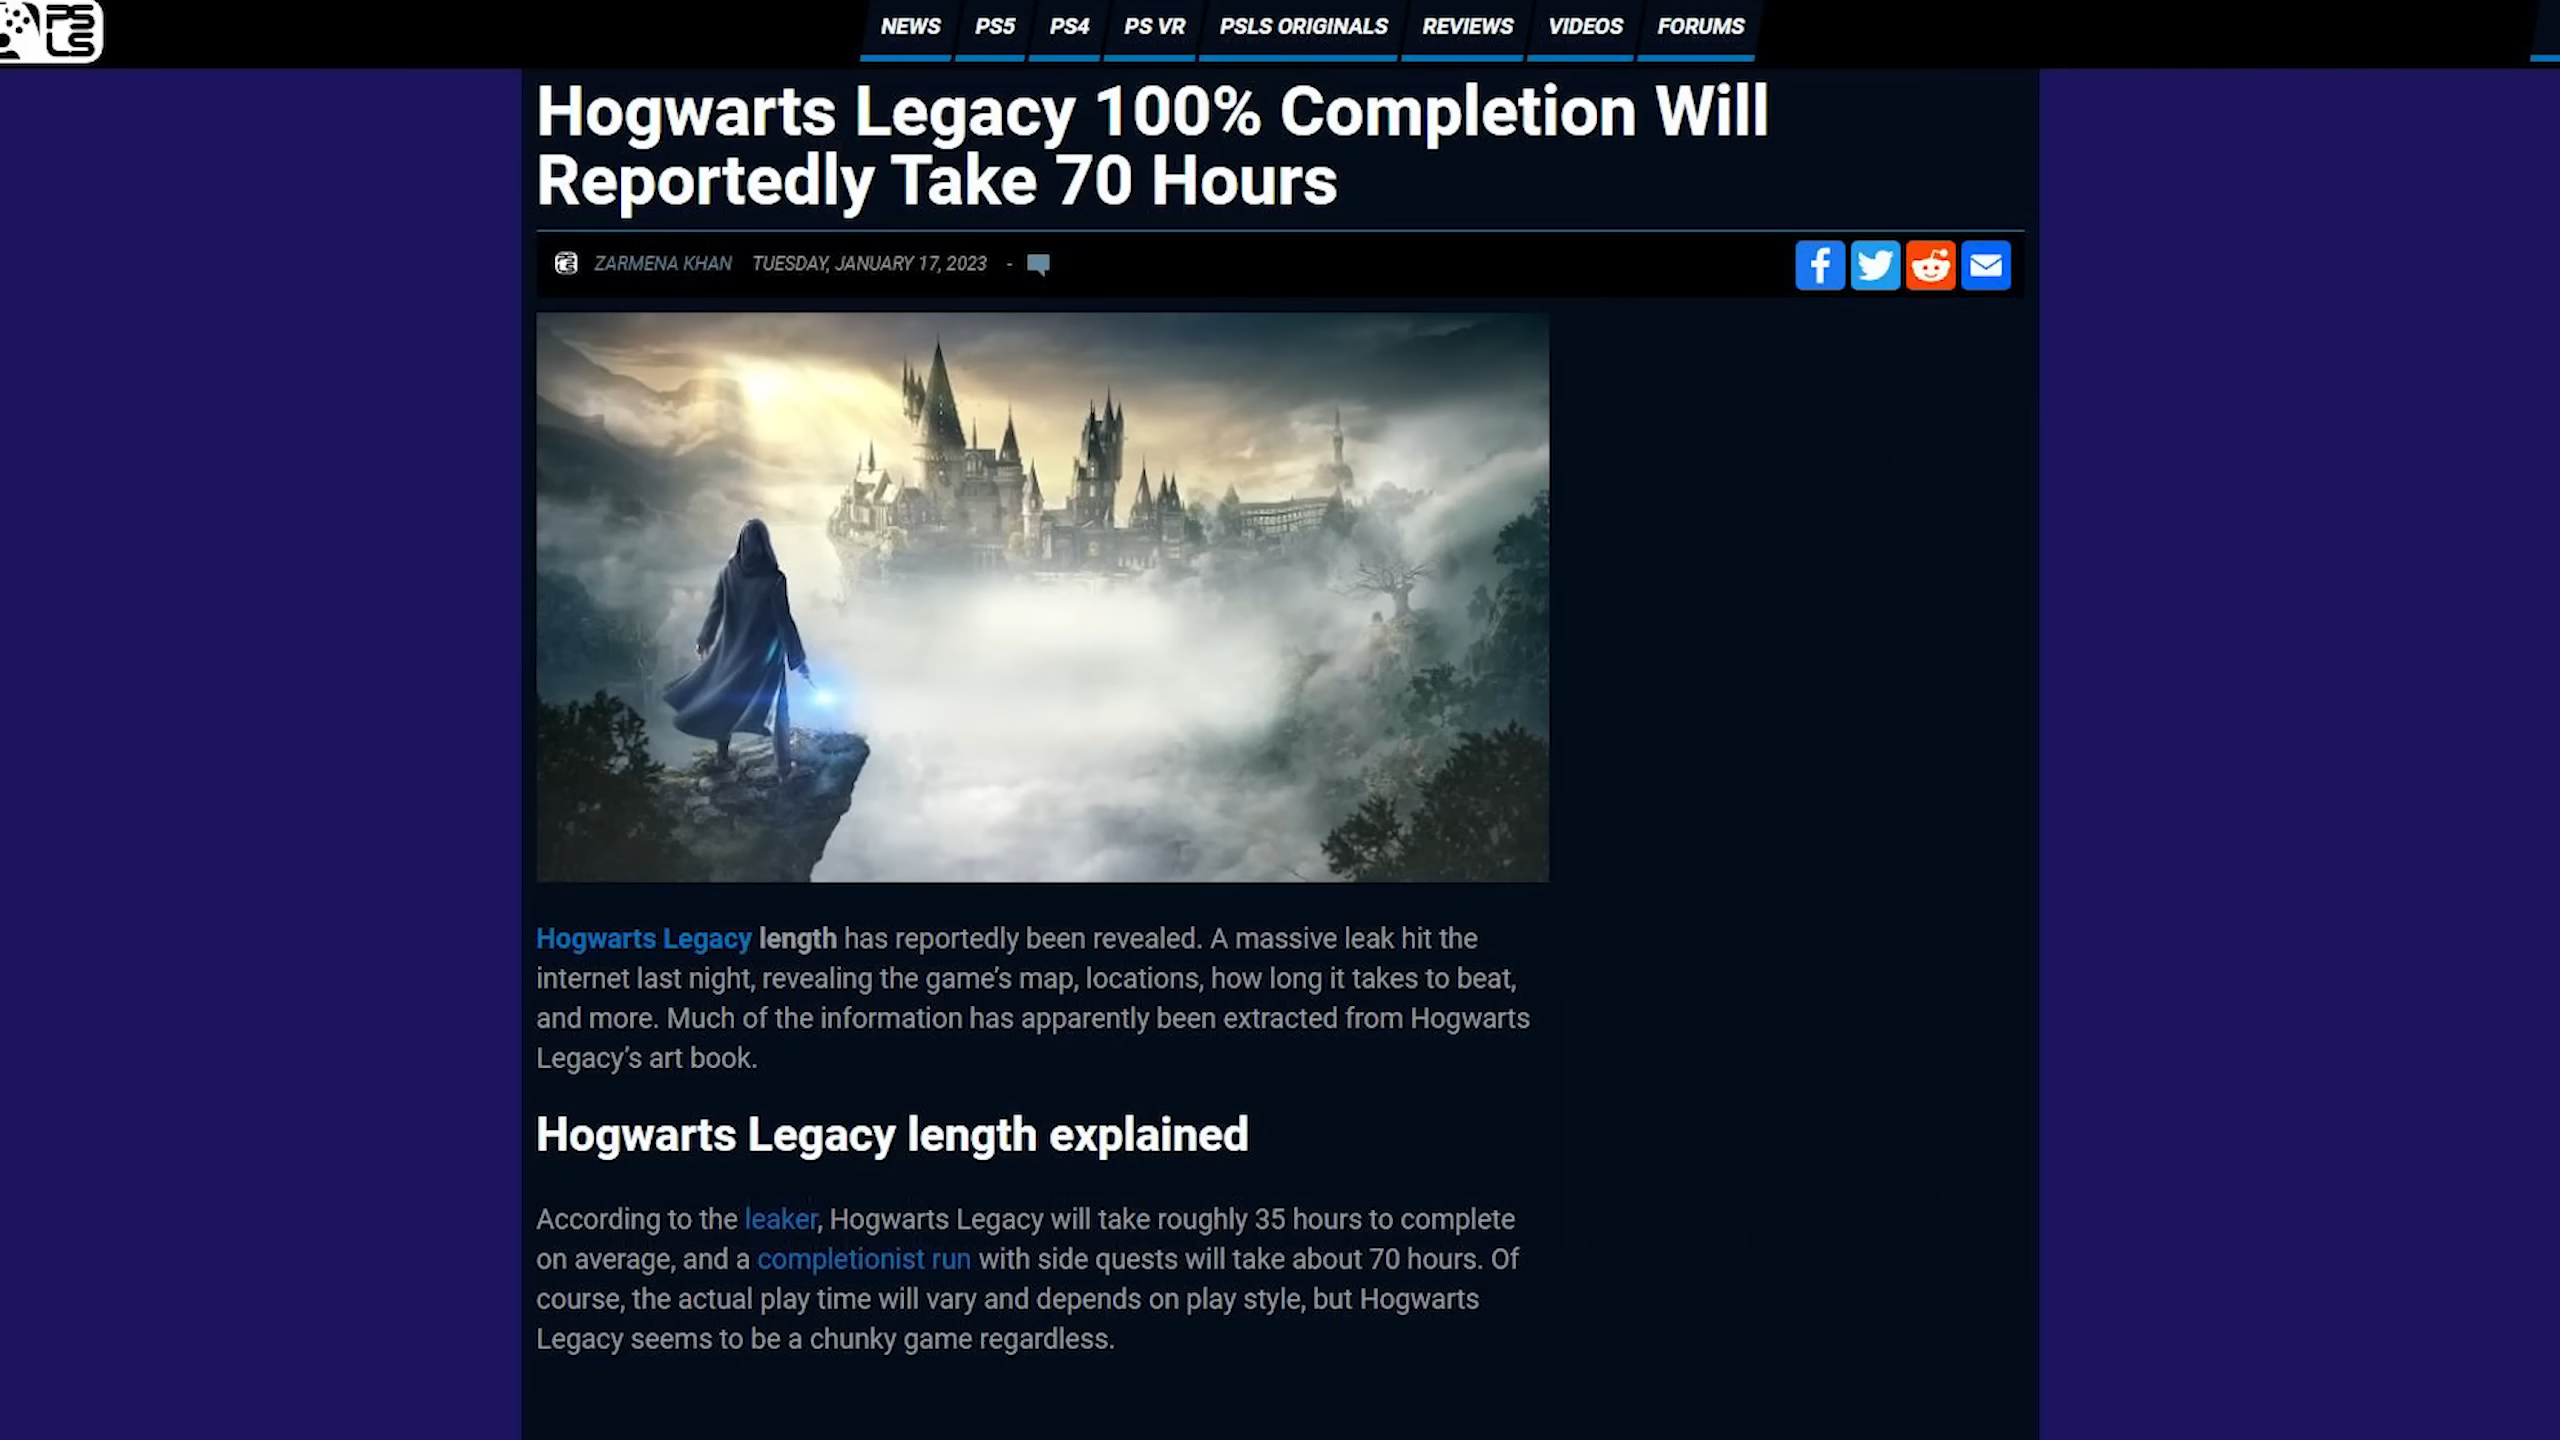 PS
LS
NEWS PS5 PS4 PS VR PSLS ORIGINALS REVIEWS VIDEOS FORUMS
Hogwarts Legacy 100% Completion Will
Reportedly Take 70 Hours
ZARMENA KHAN TUESDAY, JANUARY 17, 2023 -
Hogwarts Legacy length has reportedly been revealed. A massive leak hit the
internet last night, revealing the game’s map, locations, how long it takes to beat,
and more. Much of the information has apparently been extracted from Hogwarts
Legacy’s art book.
Hogwarts Legacy length explained
According to the leaker, Hogwarts Legacy will take roughly 35 hours to complete
on average, and a completionist run with side quests will take about 70 hours. Of
course, the actual play time will vary and depends on play style, but Hogwarts
Legacy seems to be a chunky game regardless.